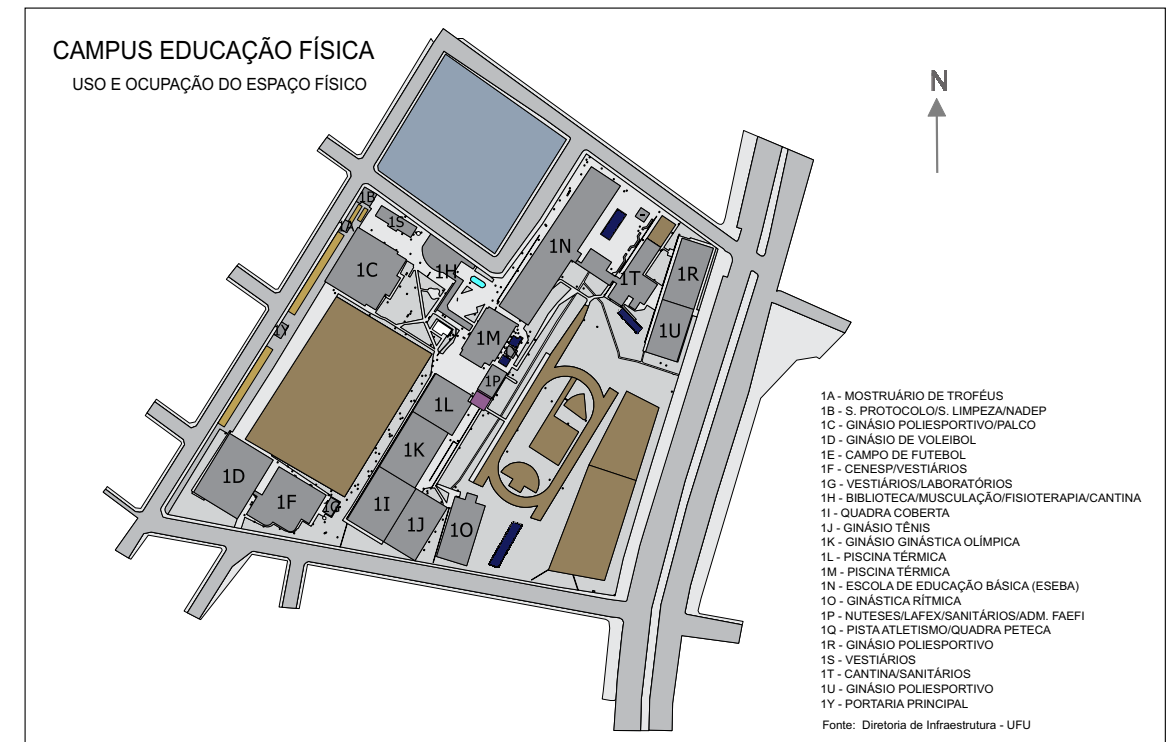 CAMPUS EDUCAÇÃO FÍSICA
USO E OCUPAÇÃO DO ESPAÇO FÍSICO
N
1B
1A
1S
1C
1H
1N
1T
1R
1U
1M
1P
1L
1K
1D
1F
1G
1I
1J
1O
1A - MOSTRUÁRIO DE TROFÉUS
1B - S. PROTOCOLO/S. LIMPEZA/NADEP
1C - GINÁSIO POLIESPORTIVO/PALCO
1D - GINÁSIO DE VOLEIBOL
1E - CAMPO DE FUTEBOL
1F - CENESP/VESTIÁRIOS
1G - VESTIÁRIOS/LABORATÓRIOS
1H - BIBLIOTECA/MUSCULAÇÃO/FISIOTERAPIA/CANTINA
1I - QUADRA COBERTA
1J - GINÁSIO TÊNIS
1K - GINÁSIO GINÁSTICA OLÍMPICA
1L - PISCINA TÉRMICA
1M - PISCINA TÉRMICA
1N - ESCOLA DE EDUCAÇÃO BÁSICA (ESEBA)
1O - GINÁSTICA RÍTMICA
1P - NUTESES/LAFEX/SANITÁRIOS/ADM. FAEFI
1Q - PISTA ATLETISMO/QUADRA PETECA
1R - GINÁSIO POLIESPORTIVO
1S - VESTIÁRIOS
1T - CANTINA/SANITÁRIOS
1U - GINÁSIO POLIESPORTIVO
1Y - PORTARIA PRINCIPAL
Fonte: Diretoria de Infraestrutura - UFU